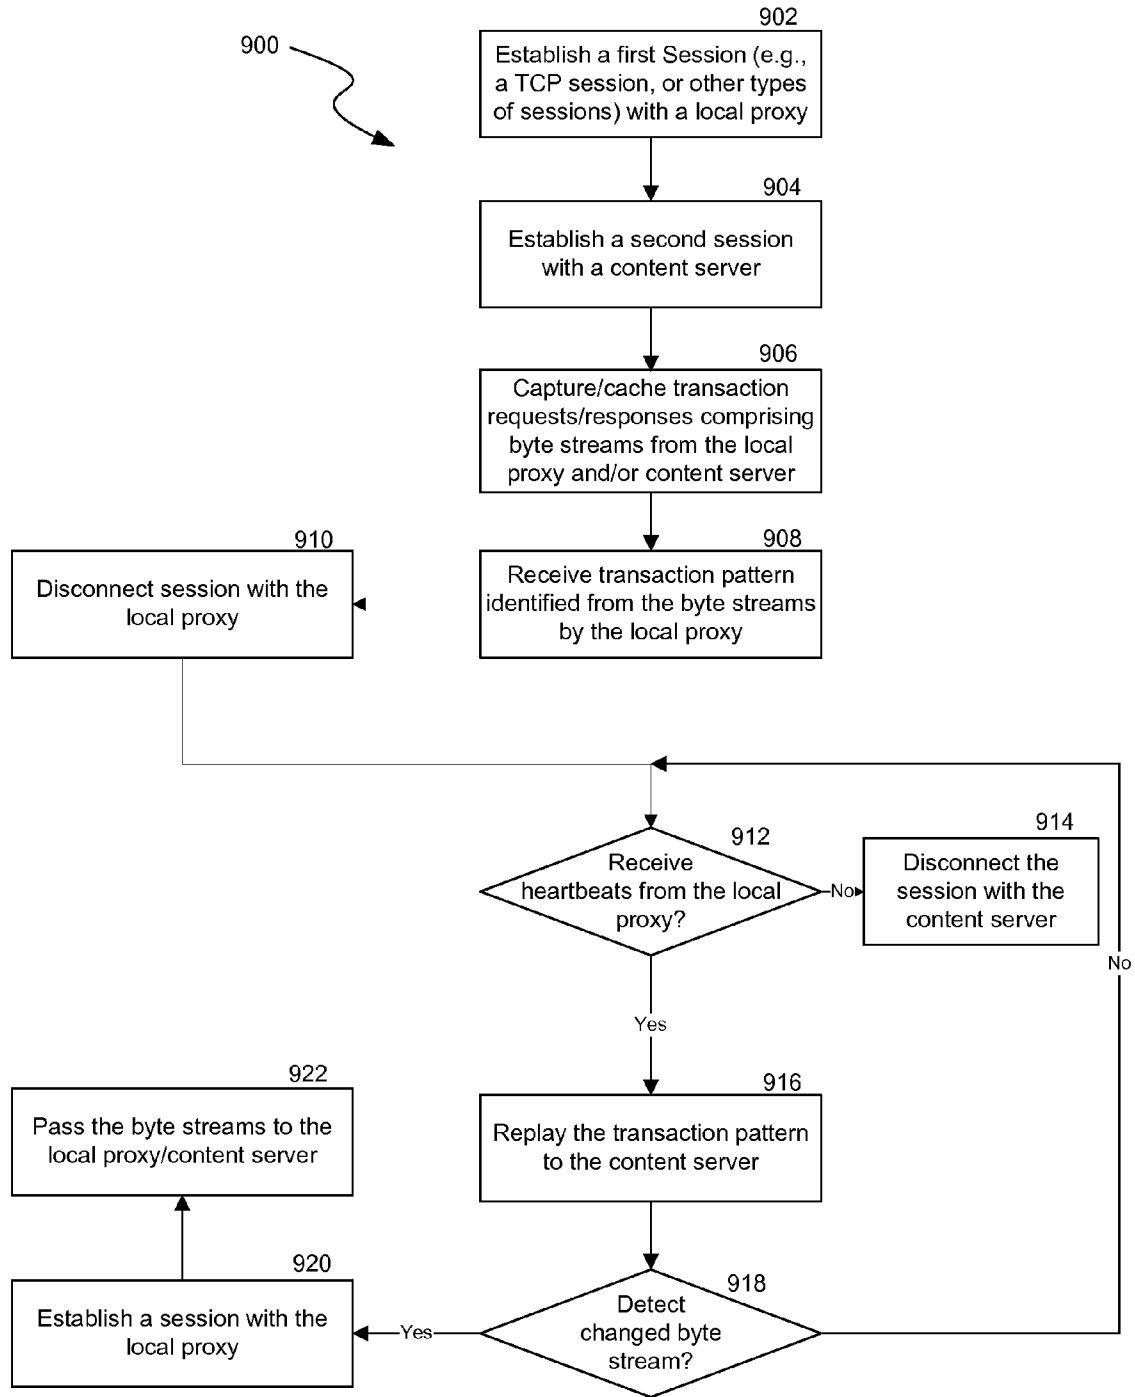 902
900
Establish a first Session (e.g.,
a TCP session, or other types
of sessions) with a local proxy
904
Establish a second session
with a content server
906
Capture/cache transaction
requests/responses comprising
byte streams from the local
proxy and/or content server
910
Disconnect session with the
local proxy
908
Receive transaction pattern
identified from the byte streams
by the local proxy
912
Receive
heartbeats from the local
proxy?
No
914
Disconnect the
session with the
content server
No
Yes
922
Pass the byte streams to the
local proxy/content server
916
Replay the transaction pattern
to the content server
920
Establish a session with the
local proxy
Yes
918
Detect
changed byte
stream?